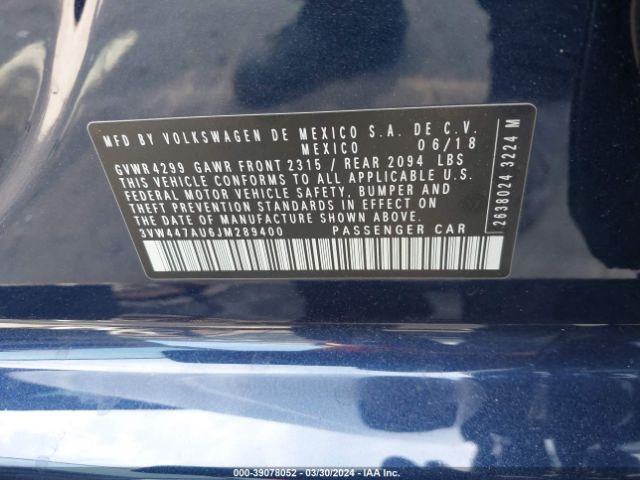 MFD BY VOLKSWAGEN DE MEXICO S.A. DE C.V.
MEXICO 06/18
GVWR 4299 GAWR FRONT 2315 / REAR 2094 LBS
THIS VEHICLE CONFORMS TO ALL APPLICABLE U.S.
FEDERAL MOTOR VEHICLE SAFETY, BUMPER AND
THEFT PREVENTION STANDARDS IN EFFECT ON
THE DATE OF MANUFACTURE SHOWN ABOVE
3VW447AU6JM289400 PASSENGER CAR
2638024 3224 M
000-39078052 - 03/30/2024 - IAA Inc.